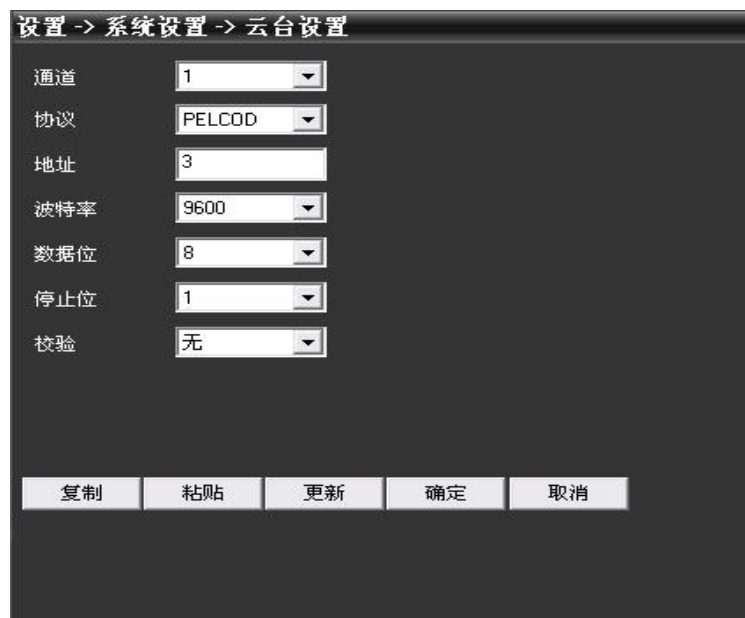 设置 -> 系统设置 -> 云台设置
通道 1
协议 PELCOD
地址 3
波特率 9600
数据位 8
停止位 1
校验 无
复制 粘贴 更新 确定 取消